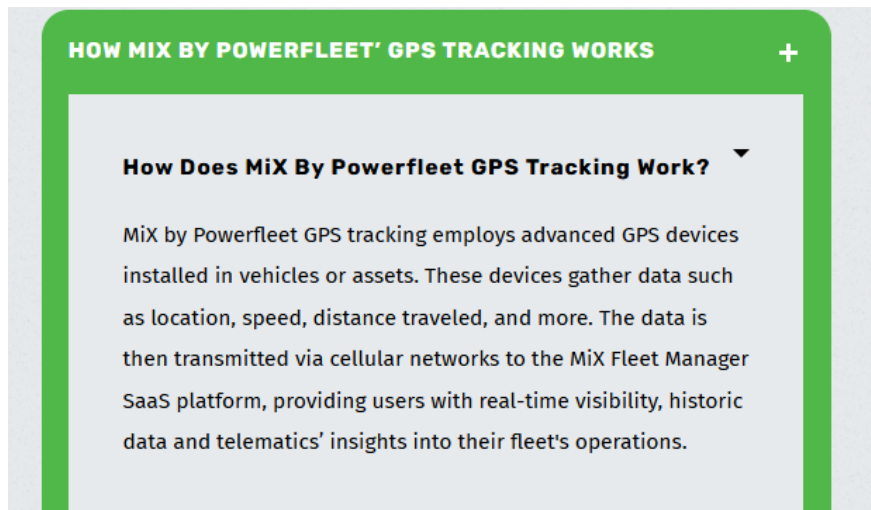 HOW MIX BY POWERFLEET’ GPS TRACKING WORKS +
How Does MiX By Powerfleet GPS Tracking Work?
MiX by Powerfleet GPS tracking employs advanced GPS devices
installed in vehicles or assets. These devices gather data such
as location, speed, distance traveled, and more. The data is
then transmitted via cellular networks to the MiX Fleet Manager
SaaS platform, providing users with real-time visibility, historic
data and telematics’ insights into their fleet's operations.